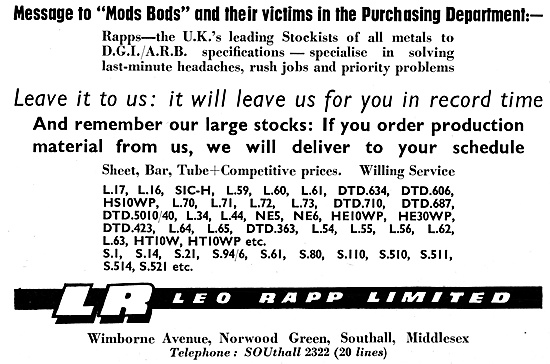 Message to "Mods Bods" and their victims in the Purchasing Department:—
Rapps—the U.K.'s leading Stockists of all metals to
D.G.I./A.R.B. specifications — specialise in solving
last-minute headaches, rush jobs and priority problems
Leave it to us: it will leave us for you in record time
And remember our large stocks: If you order production
material from us, we will deliver to your schedule
Sheet, Bar, Tube+Competitive prices. Willing Service
L.17, L.16, SIC-H, L.59, L.60, L.61, DTD.634, DTD.606,
HS10WP, L.70, L.71, L.72, L.73, DTD.710, DTD.687,
DTD.5010/40, L.34, L.44, NE5, NE6, HE10WP, HE30WP,
DTD.423, L.64, L.65, DTD.363, L.54, L.55, L.56, L.62,
L.63, HT10W, HT10WP etc.
S.1, S.14, S.21, S.94/6, S.61, S.80, S.110, S.510, S.511,
S.514, S.521 etc.
LR LEO RAPP LIMITED
Wimborne Avenue, Norwood Green, Southall, Middlesex
Telephone : SOUthall 2322 (20 lines)